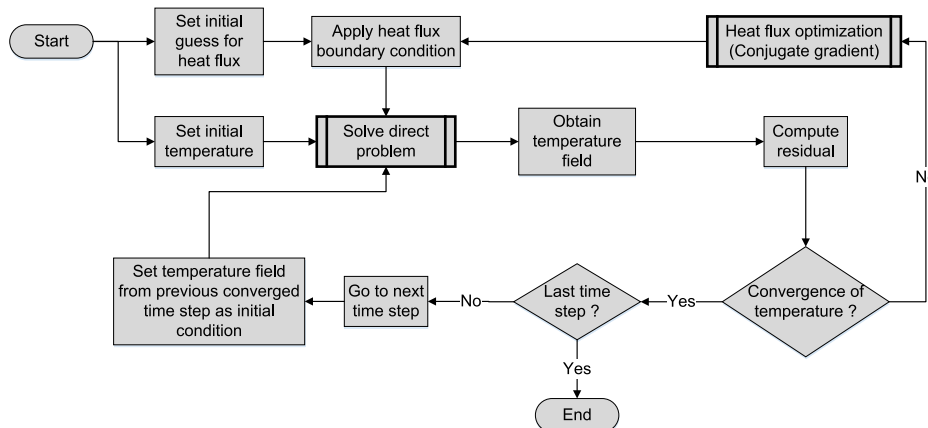 Start
Set initial
guess for
heat flux
Apply heat flux
boundary condition
Heat flux optimization
(Conjugate gradient)
Set initial
temperature
Solve direct
problem
Obtain
temperature
field
Compute
residual
N
Set temperature field
from previous converged
time step as initial
condition
Go to next
time step
No
Last time
step ?
Yes
Convergence of
temperature ?
Yes
End